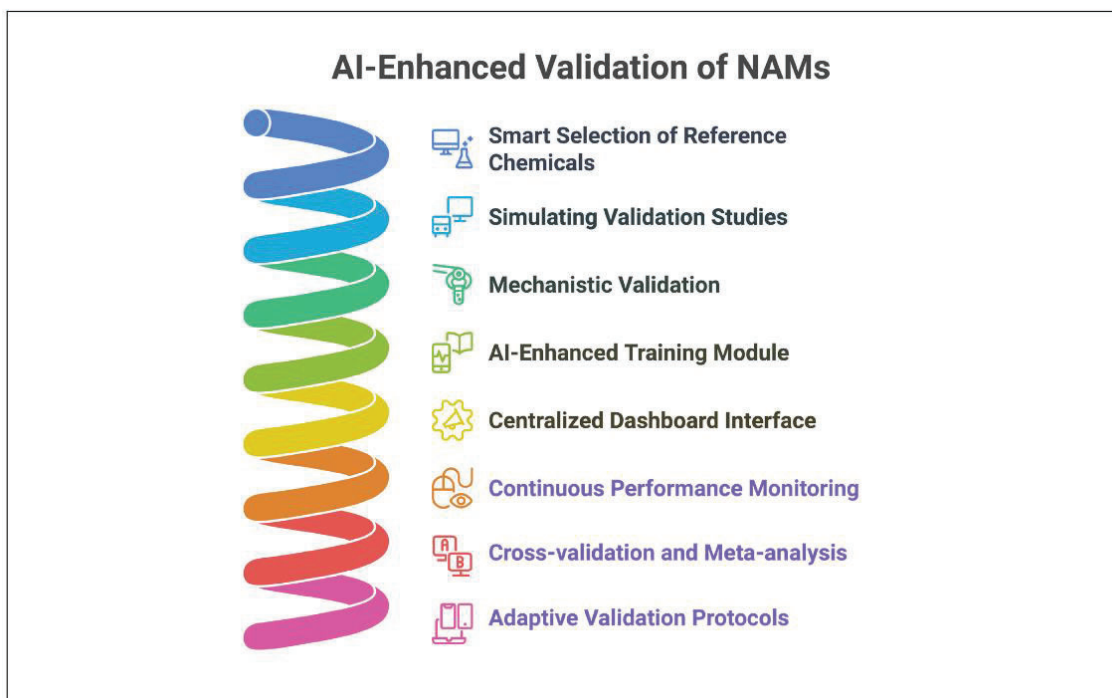 AI-Enhanced Validation of NAMs
Smart Selection of Reference
Chemicals
Simulating Validation Studies
Mechanistic Validation
AI-Enhanced Training Module
Centralized Dashboard Interface
Continuous Performance Monitoring
A
B
Cross-validation and Meta-analysis
Adaptive Validation Protocols